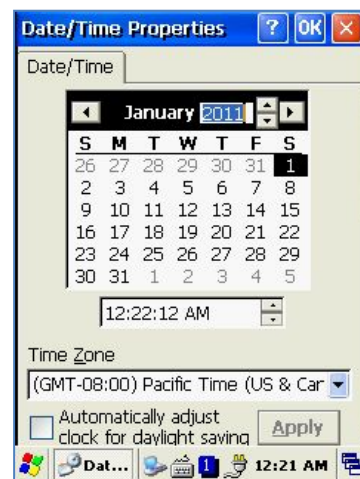 Date/Time Properties ? OK ×
Date/Time
January 2011
S M T W T F S
26 27 28 29 30 31 1
2 3 4 5 6 7 8
9 10 11 12 13 14 15
16 17 18 19 20 21 22
23 24 25 26 27 28 29
30 31 1 2 3 4 5
12:22:12 AM
Time Zone
(GMT-08:00) Pacific Time (US & Car
Automatically adjust
clock for daylight saving
Apply
Dat... 1 12:21 AM